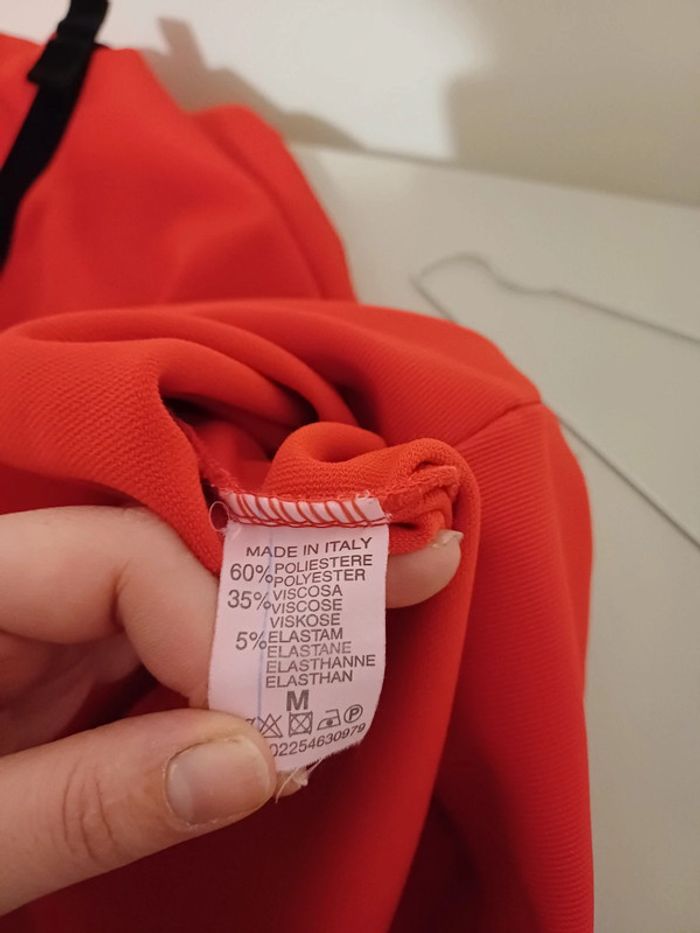 MADE IN ITALY
60% POLIESTERE
POLYESTER
35% VISCOSA
VISCOSE
VISKOSE
5% ELASTAM
ELASTANE
ELASTHANNE
ELASTHAN
M
P
02254630979